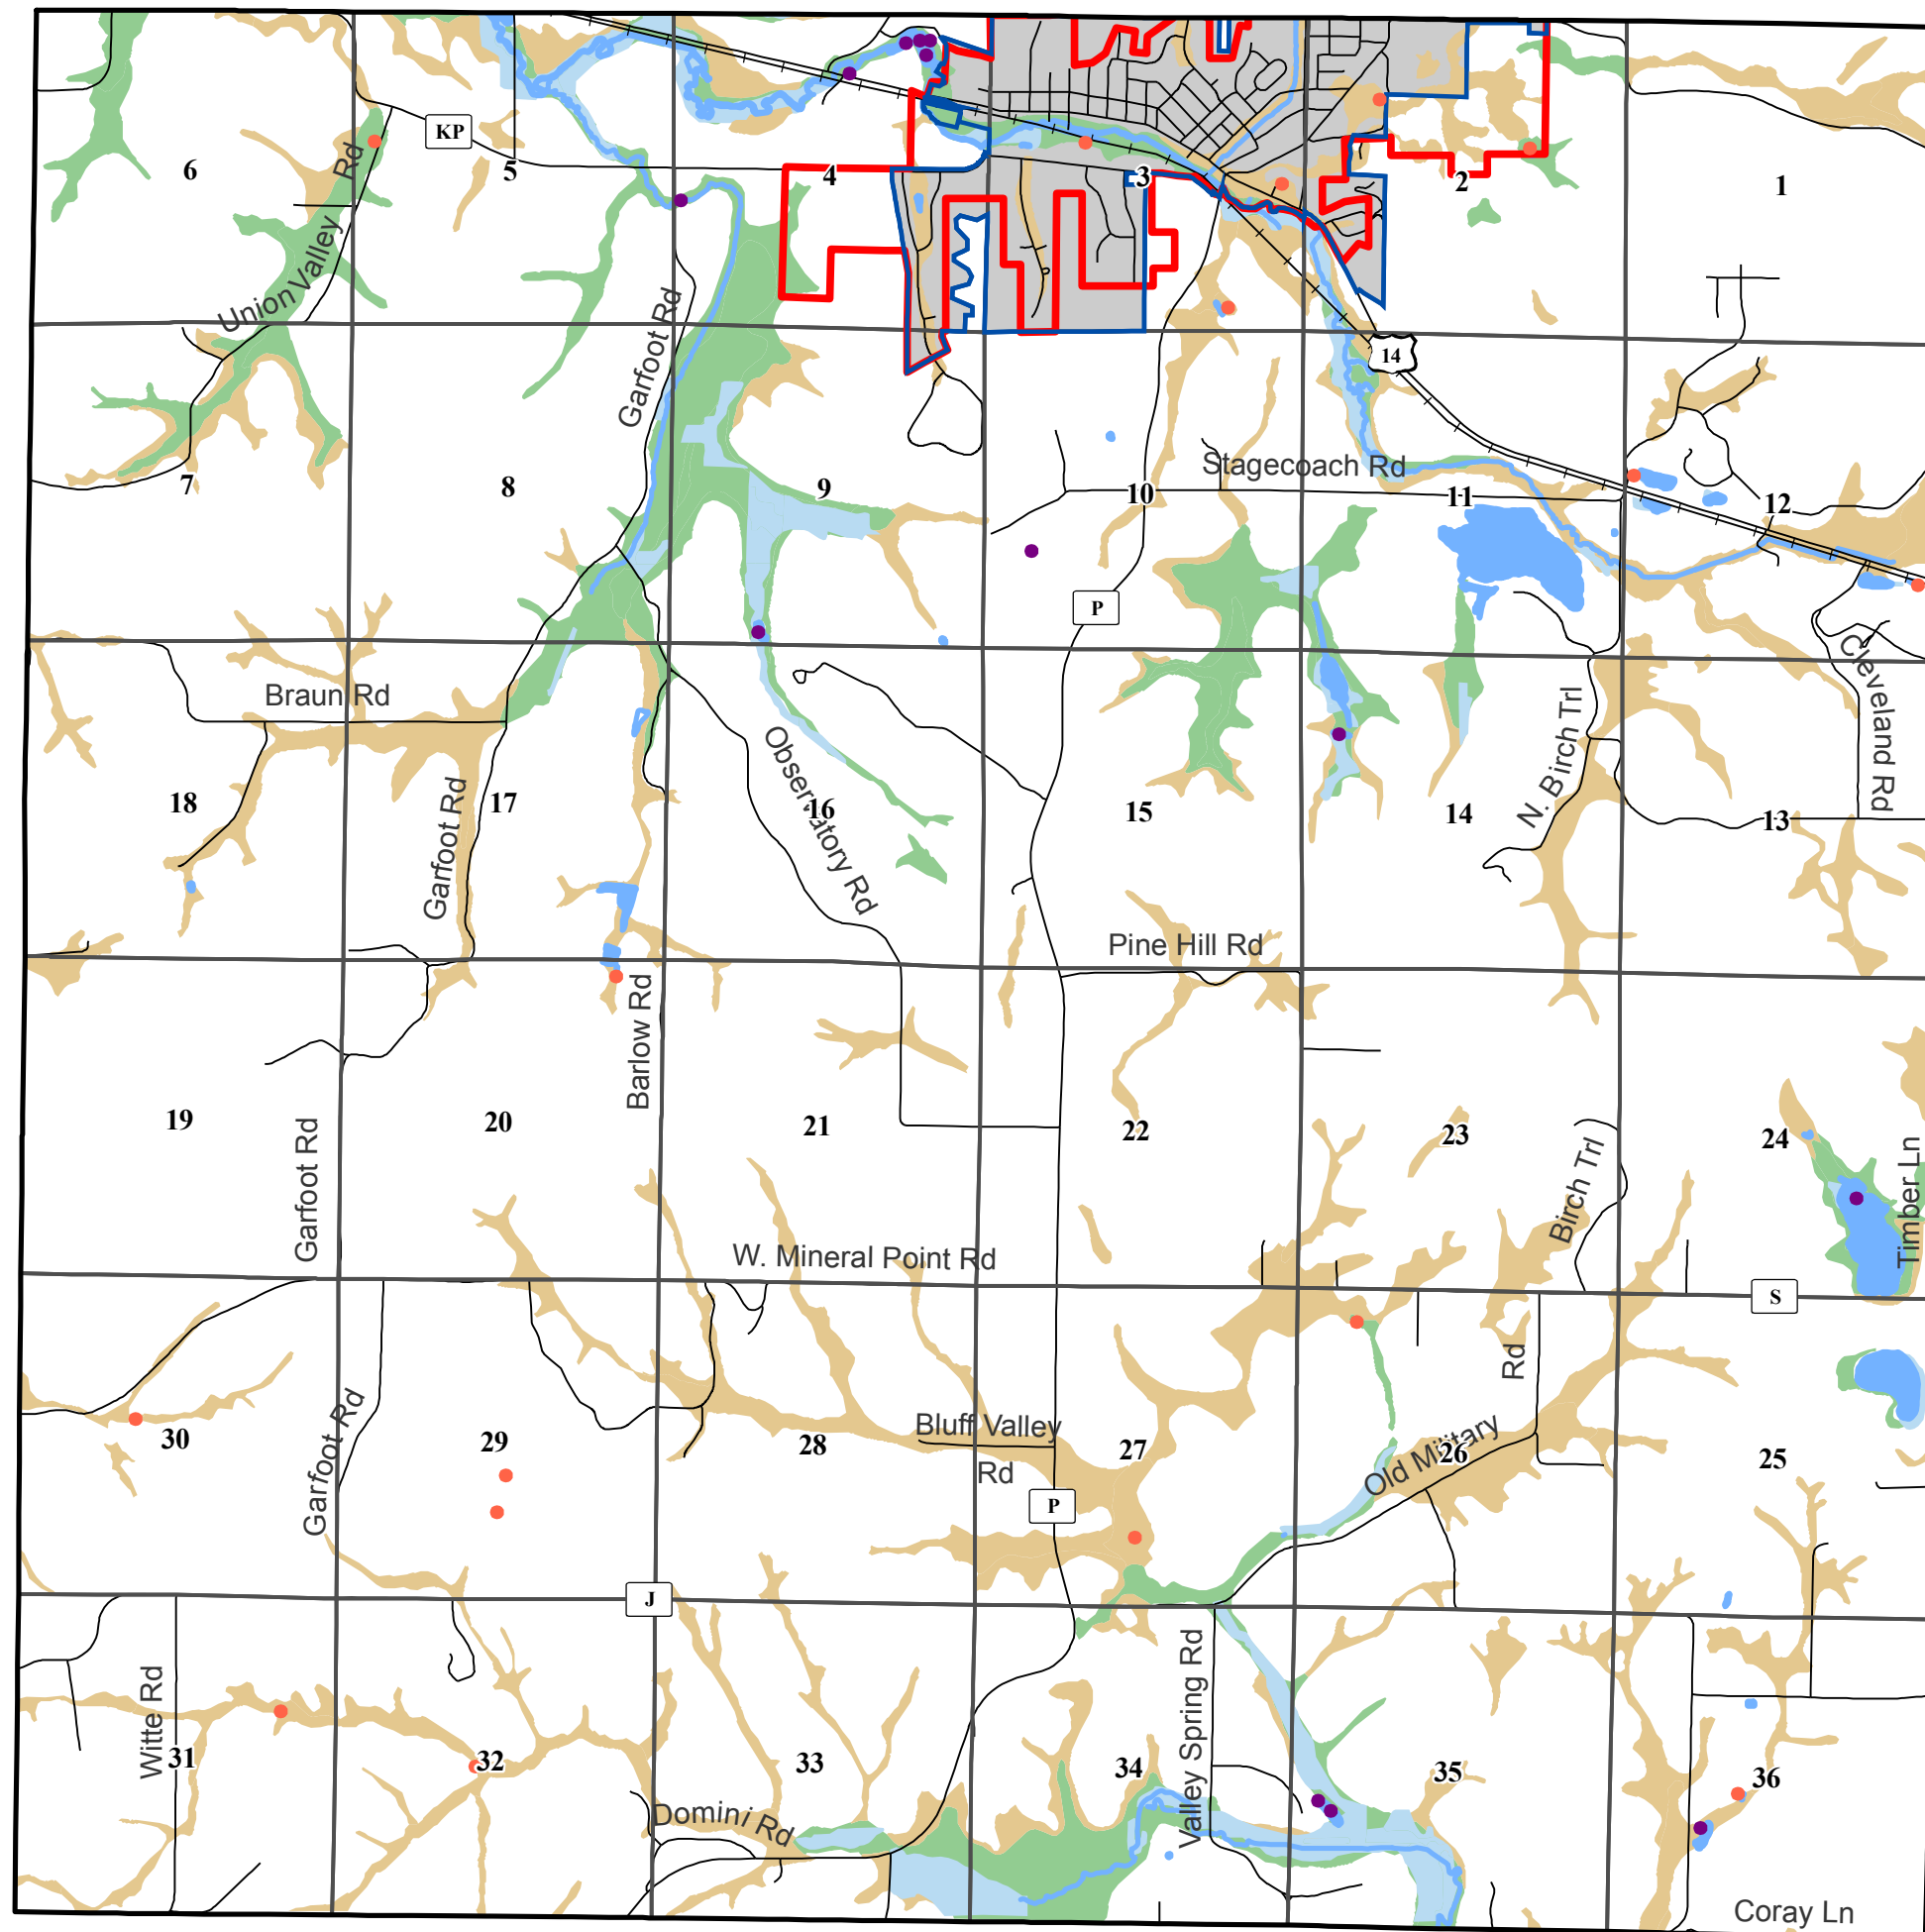 KP
6
5
4
3
2
1
Union Valley Rd
Garfoot Rd
14
7
8
9
10
Stagecoach Rd
11
12
P
Braun Rd
Cleveland Rd
N. Birch Trl
Observatory Rd
18
Garfoot Rd
17
16
15
14
13
Pine Hill Rd
Barlow Rd
19
Garfoot Rd
20
21
22
23
Birch Trl
24
Timber Ln
W. Mineral Point Rd
S
Rd
30
Garfoot Rd
29
28
Bluff Valley
Rd
27
Old Military
26
25
P
J
Witte Rd
31
32
33
Domini Rd
34
Valley Spring Rd
35
36
Coray Ln